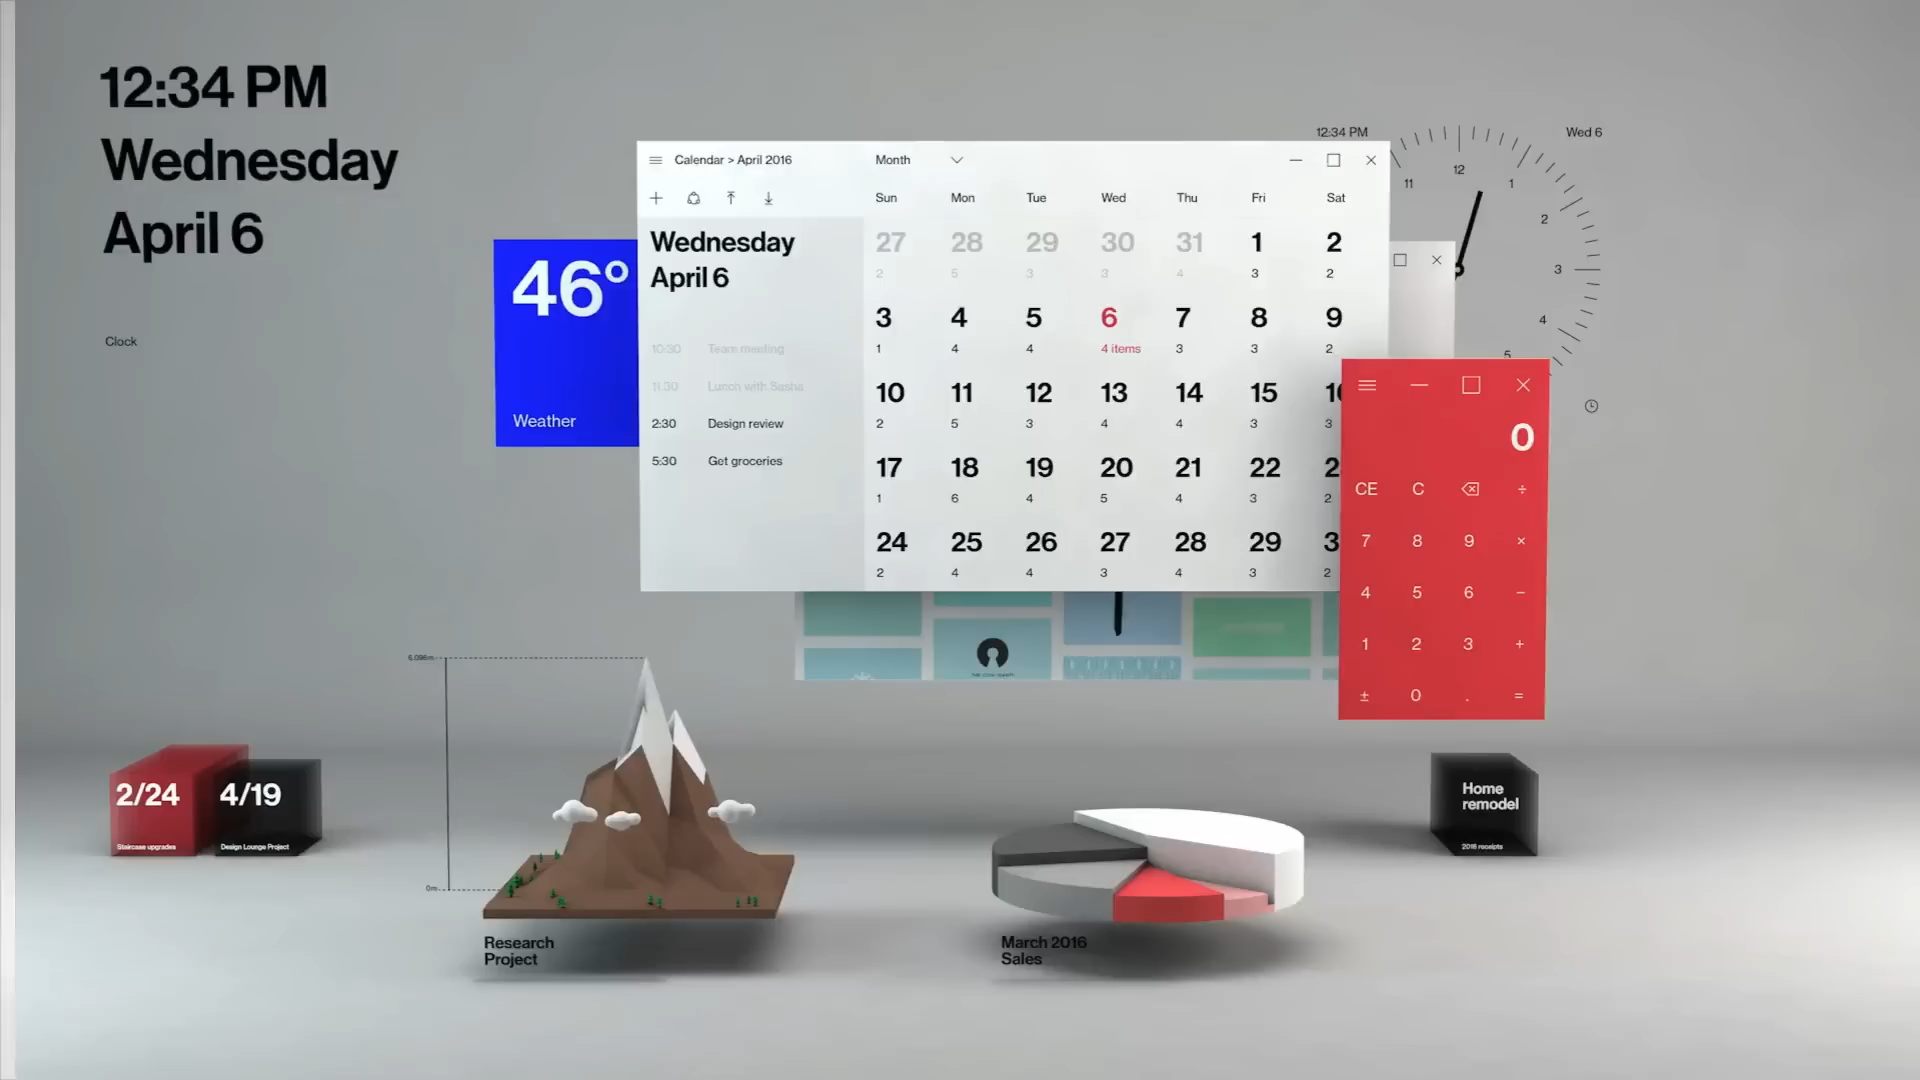 12:34 PM
Wednesday
April 6
Clock
46°
Weather
Calendar > April 2016
Month
Sun Mon Tue Wed Thu Fri Sat
Wednesday
April 6
10:30 Team meeting
11:30 Lunch with Sasha
2:30 Design review
5:30 Get groceries
27 28 29 30 31 1 2
2 5 3 3 4 3 2
3 4 5 6 7 8 9
1 4 4 4 items 3 3 2
10 11 12 13 14 15
2 5 3 4 4 3 3
17 18 19 20 21 22 2
1 6 4 5 4 3 2
24 25 26 27 28 29 3
2 4 4 3 4 3 2
12:34 PM
Wed 6
11 12 1 2 3 4 5
0
CE C ÷
7 8 9 ×
4 5 6 −
1 2 3 +
± 0 . =
2/24
Staircase upgrades
4/19
Design Lounge Project
0m
Research
Project
March 2016
Sales
Home
remodel
2016 receipts